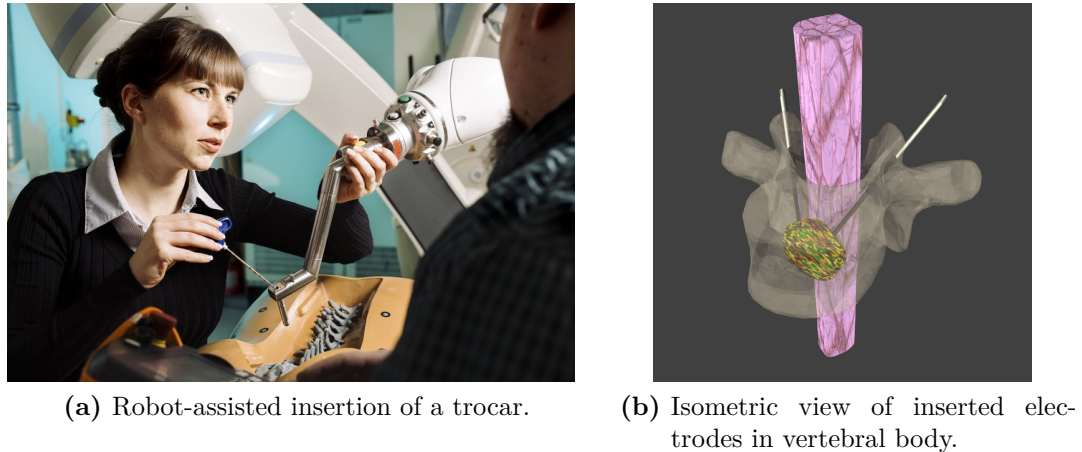 (a) Robot-assisted insertion of a trocar.
(b) Isometric view of inserted elec-
trodes in vertebral body.